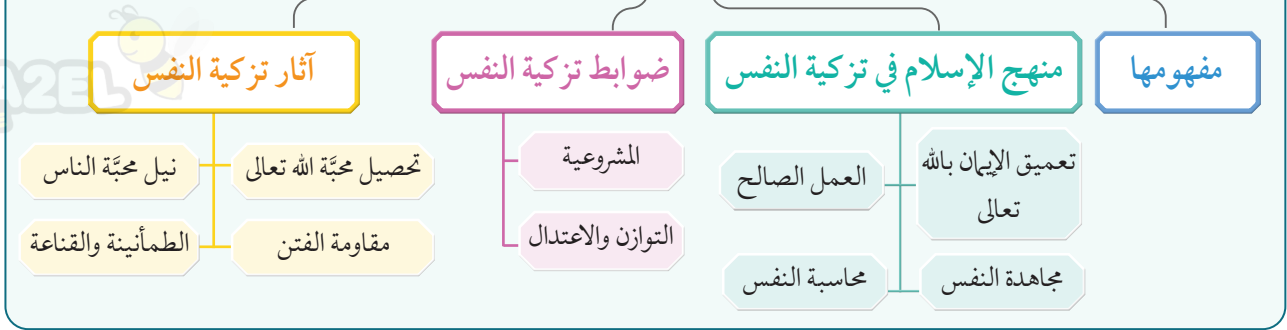 مفهومها
منهج الإسلام في تزكية النفس
تعميق الإيمان بالله
تعالى
العمل الصالح
مجاهدة النفس
محاسبة النفس
ضوابط تزكية النفس
المشروعية
التوازن والاعتدال
آثار تزكية النفس
تحصيل محبَّة الله تعالى
نيل محبَّة الناس
مقاومة الفتن
الطمأنينة والقناعة